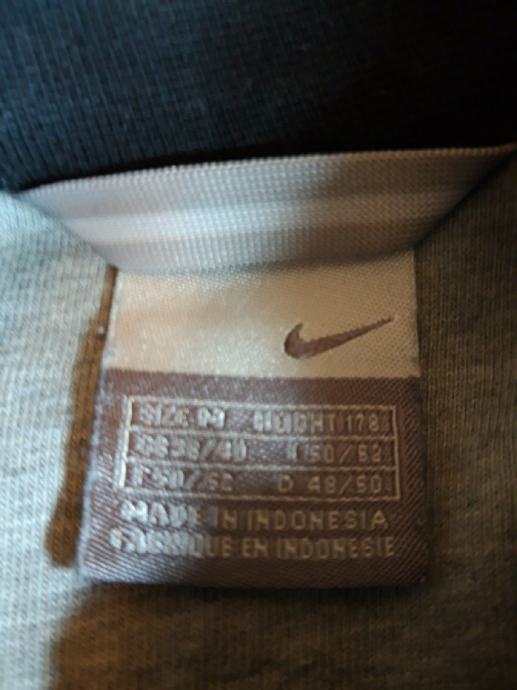 SIZE M HEIGHT 178
GB 38/40 I 50/52
F 50/52 D 48/50
MADE IN INDONESIA
FABRIQUE EN INDONESIE